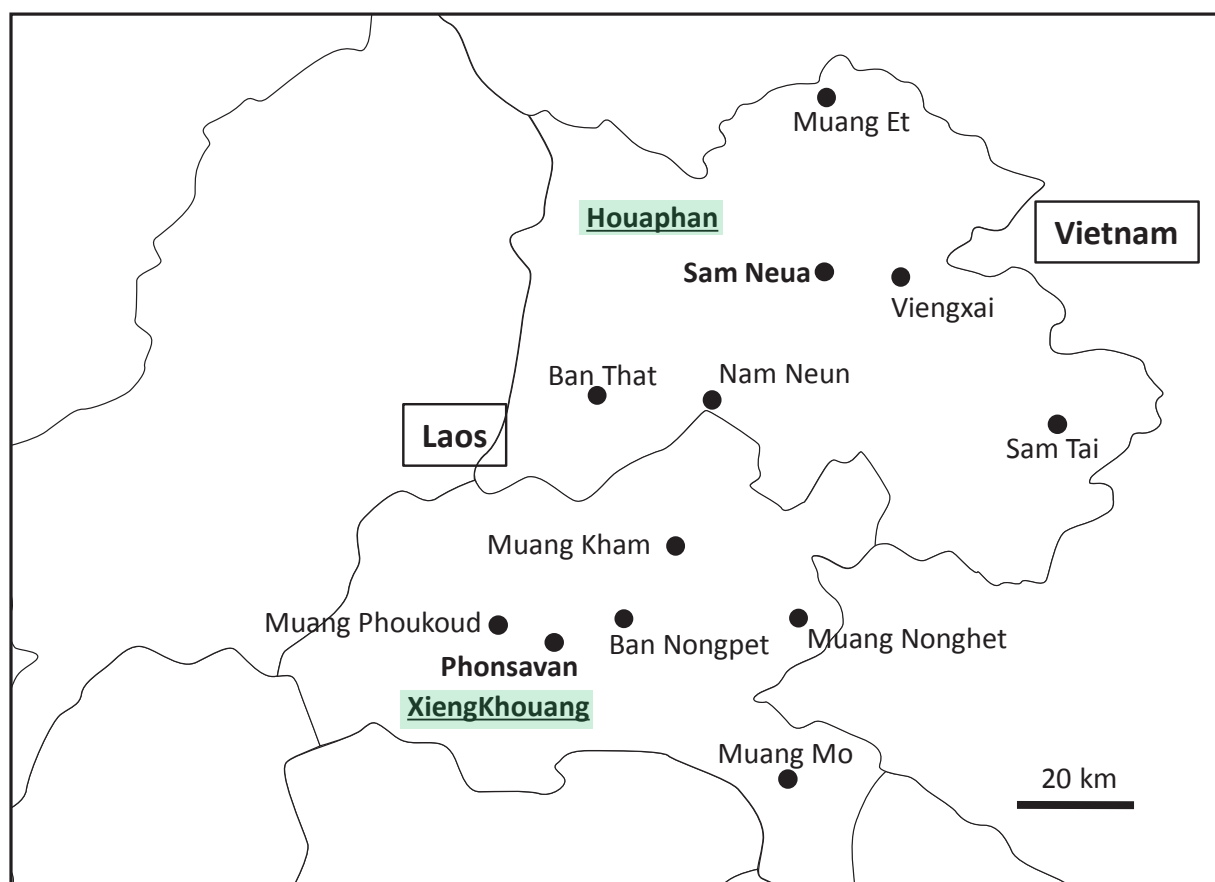 Muang Et
Houaphan
Vietnam
Sam Neua
Viengxai
Ban That
Nam Neun
Laos
Sam Tai
Muang Kham
Muang Phoukoud
Ban Nongpet
Muang Nonghet
Phonsavan
XiengKhouang
Muang Mo
20 km